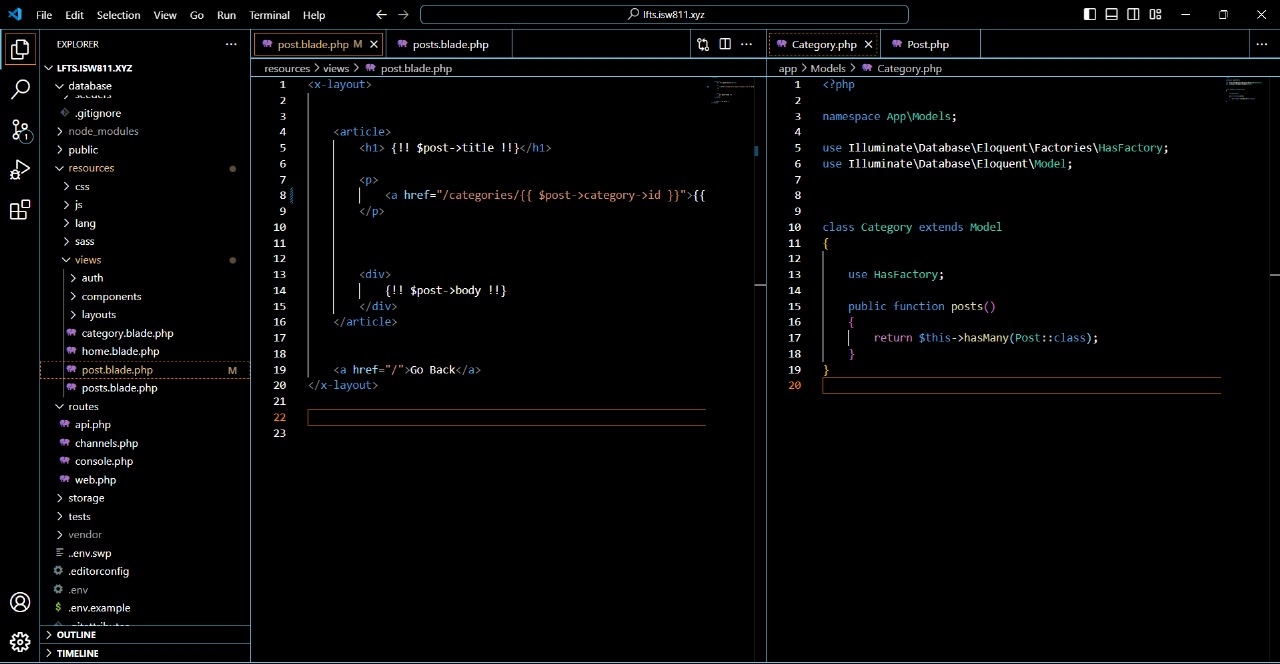 File Edit Selection View Go Run Terminal Help
lfts.isw811.xyz
EXPLORER
LFTS.ISW811.XYZ
database
seeders
.gitignore
node_modules
public
resources
css
js
lang
sass
views
auth
components
layouts
category.blade.php
home.blade.php
post.blade.php M
posts.blade.php
routes
api.php
channels.php
console.php
web.php
storage
tests
vendor
..env.swp
.editorconfig
.env
.env.example
.gitattributes
OUTLINE
TIMELINE
post.blade.php M posts.blade.php
resources > views > post.blade.php
1 <x-layout>
2
3
4 <article>
5 <h1> {!! $post->title !!}</h1>
6
7 <p>
8 <a href="/categories/{{ $post->category->id }}">{{
9 </p>
10
11
12
13 <div>
14 {!! $post->body !!}
15 </div>
16 </article>
17
18
19 <a href="/">Go Back</a>
20 </x-layout>
21
22
23
Category.php Post.php
app > Models > Category.php
1 <?php
2
3 namespace App\Models;
4
5 use Illuminate\Database\Eloquent\Factories\HasFactory;
6 use Illuminate\Database\Eloquent\Model;
7
8
9
10 class Category extends Model
11 {
12
13 use HasFactory;
14
15 public function posts()
16 {
17 return $this->hasMany(Post::class);
18 }
19 }
20
1